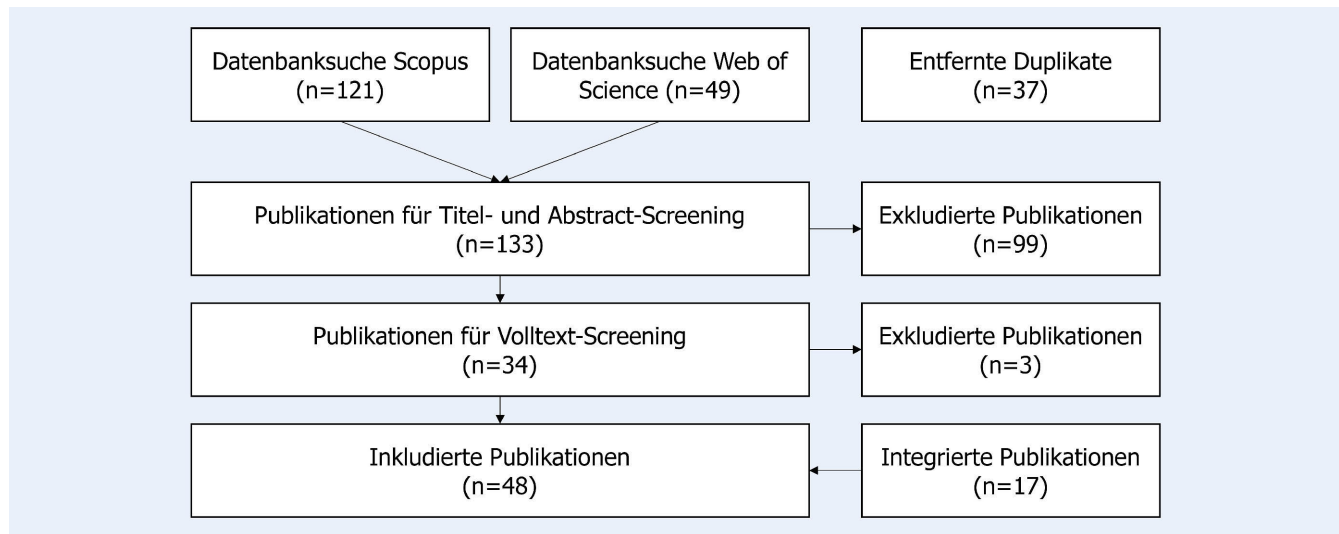 Datenbanksuche Scopus
(n=121)
Datenbanksuche Web of
Science (n=49)
Entfernte Duplikate
(n=37)
Publikationen für Titel- und Abstract-Screening
(n=133)
Exkludierte Publikationen
(n=99)
Publikationen für Volltext-Screening
(n=34)
Exkludierte Publikationen
(n=3)
Inkludierte Publikationen
(n=48)
Integrierte Publikationen
(n=17)